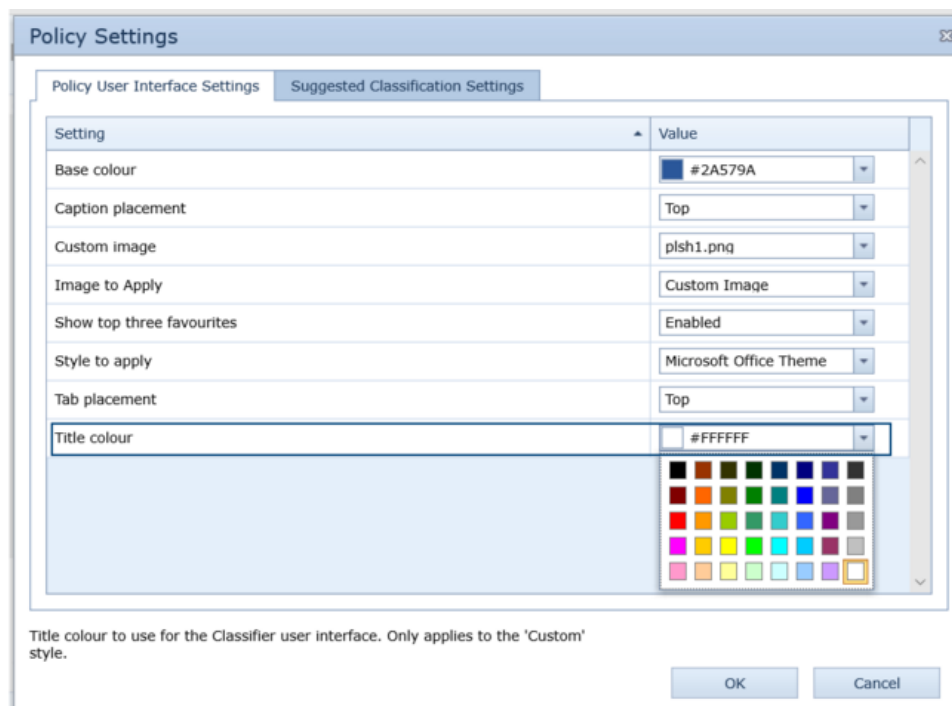 Policy Settings
Policy User Interface Settings Suggested Classification Settings
Setting Value
Base colour #2A579A
Caption placement Top
Custom image plsh1.png
Image to Apply Custom Image
Show top three favourites Enabled
Style to apply Microsoft Office Theme
Tab placement Top
Title colour #FFFFFF
Title colour to use for the Classifier user interface. Only applies to the 'Custom'
style.
OK Cancel